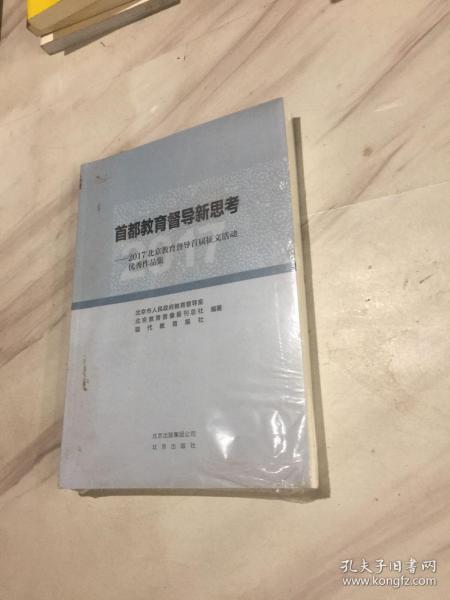 首都教育督导新思考
2017
——2017北京教育督导首届征文活动
优秀作品集
北京市人民政府教育督导室
北京教育音像报刊总社 编著
现代教育报社
北京出版集团公司
北京出版社
孔夫子旧书网
www.kongfz.com